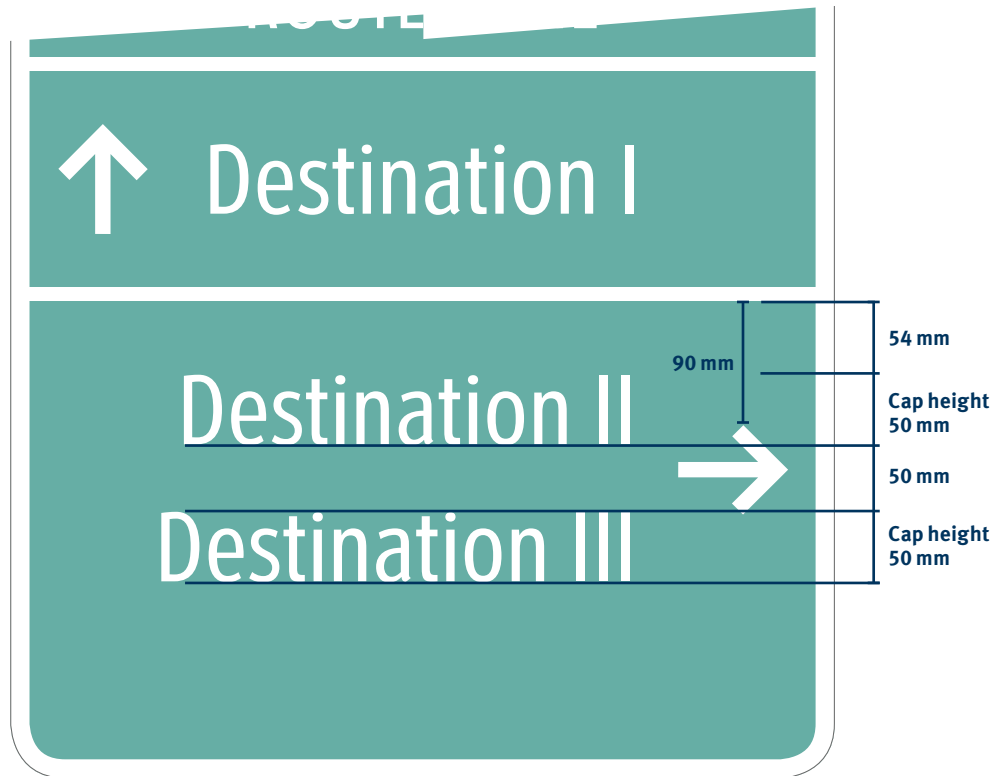 Destination I
54 mm
90 mm
Destination II
Cap height
50 mm
50 mm
Destination III
Cap height
50 mm